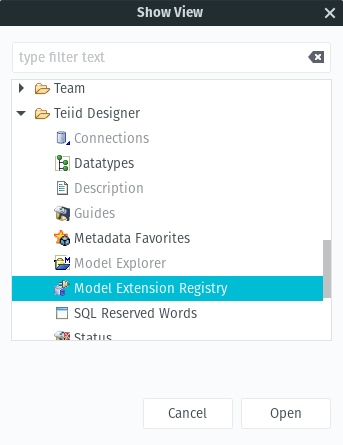 Show View
type filter text
Team
Teiid Designer
Connections
Datatypes
Description
Guides
Metadata Favorites
Model Explorer
Model Extension Registry
SQL Reserved Words
Status
Cancel
Open